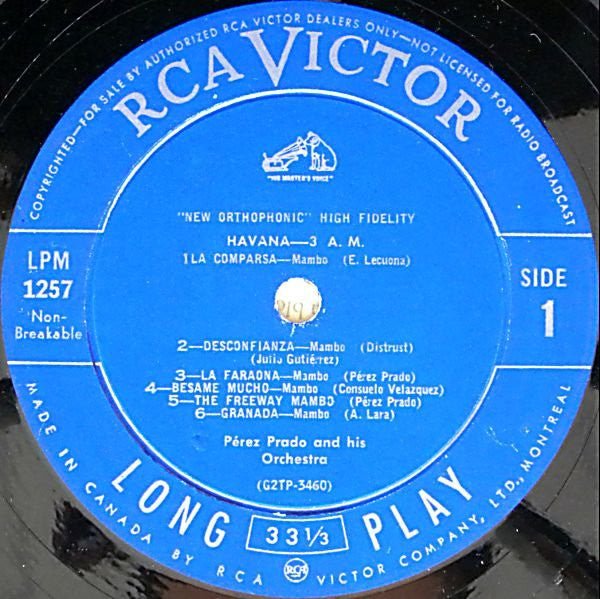 COPYRIGHTED—FOR SALE BY AUTHORIZED RCA VICTOR DEALERS ONLY—NOT LICENSED FOR RADIO BROADCAST
RCA VICTOR
"HIS MASTER'S VOICE"
"NEW ORTHOPHONIC" HIGH FIDELITY
HAVANA—3 A. M.
1 LA COMPARSA—Mambo (E. Lecuona)
LPM
1257
Non-
Breakable
SIDE
1
2—DESCONFIANZA—Mambo (Distrust)
(Julio Gutiérrez)
3—LA FARAONA—Mambo (Pérez Prado)
4—BESAME MUCHO—Mambo (Consuelo Velazquez)
5—THE FREEWAY MAMBO (Pérez Prado)
6—GRANADA—Mambo (A. Lara)
Pérez Prado and his
Orchestra
(G2TP-3460)
LONG 33⅓ PLAY
MADE IN CANADA BY RCA RCA VICTOR COMPANY, LTD., MONTREAL